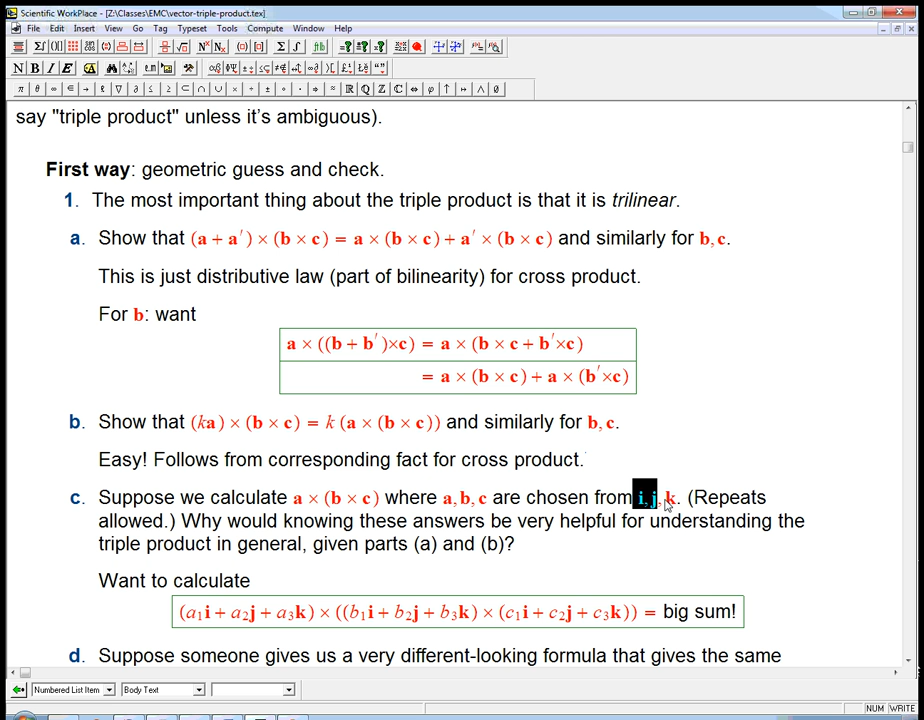 Scientific WorkPlace - [Z:\Classes\EMC\vector-triple-product.tex]
File Edit Insert View Go Tag Typeset Tools Compute Window Help
say "triple product" unless it's ambiguous).
First way: geometric guess and check.
1. The most important thing about the triple product is that it is trilinear.
a. Show that (a + a′) × (b × c) = a × (b × c) + a′ × (b × c) and similarly for b, c.
This is just distributive law (part of bilinearity) for cross product.
For b: want
a × ((b + b′)×c) = a × (b × c + b′×c)
= a × (b × c) + a × (b′×c)
b. Show that (ka) × (b × c) = k (a × (b × c)) and similarly for b, c.
Easy! Follows from corresponding fact for cross product.
c. Suppose we calculate a × (b × c) where a, b, c are chosen from i, j, k. (Repeats
allowed.) Why would knowing these answers be very helpful for understanding the
triple product in general, given parts (a) and (b)?
Want to calculate
(a₁i + a₂j + a₃k) × ((b₁i + b₂j + b₃k) × (c₁i + c₂j + c₃k)) = big sum!
d. Suppose someone gives us a very different-looking formula that gives the same
Numbered List Item Body Text
NUM WRITE